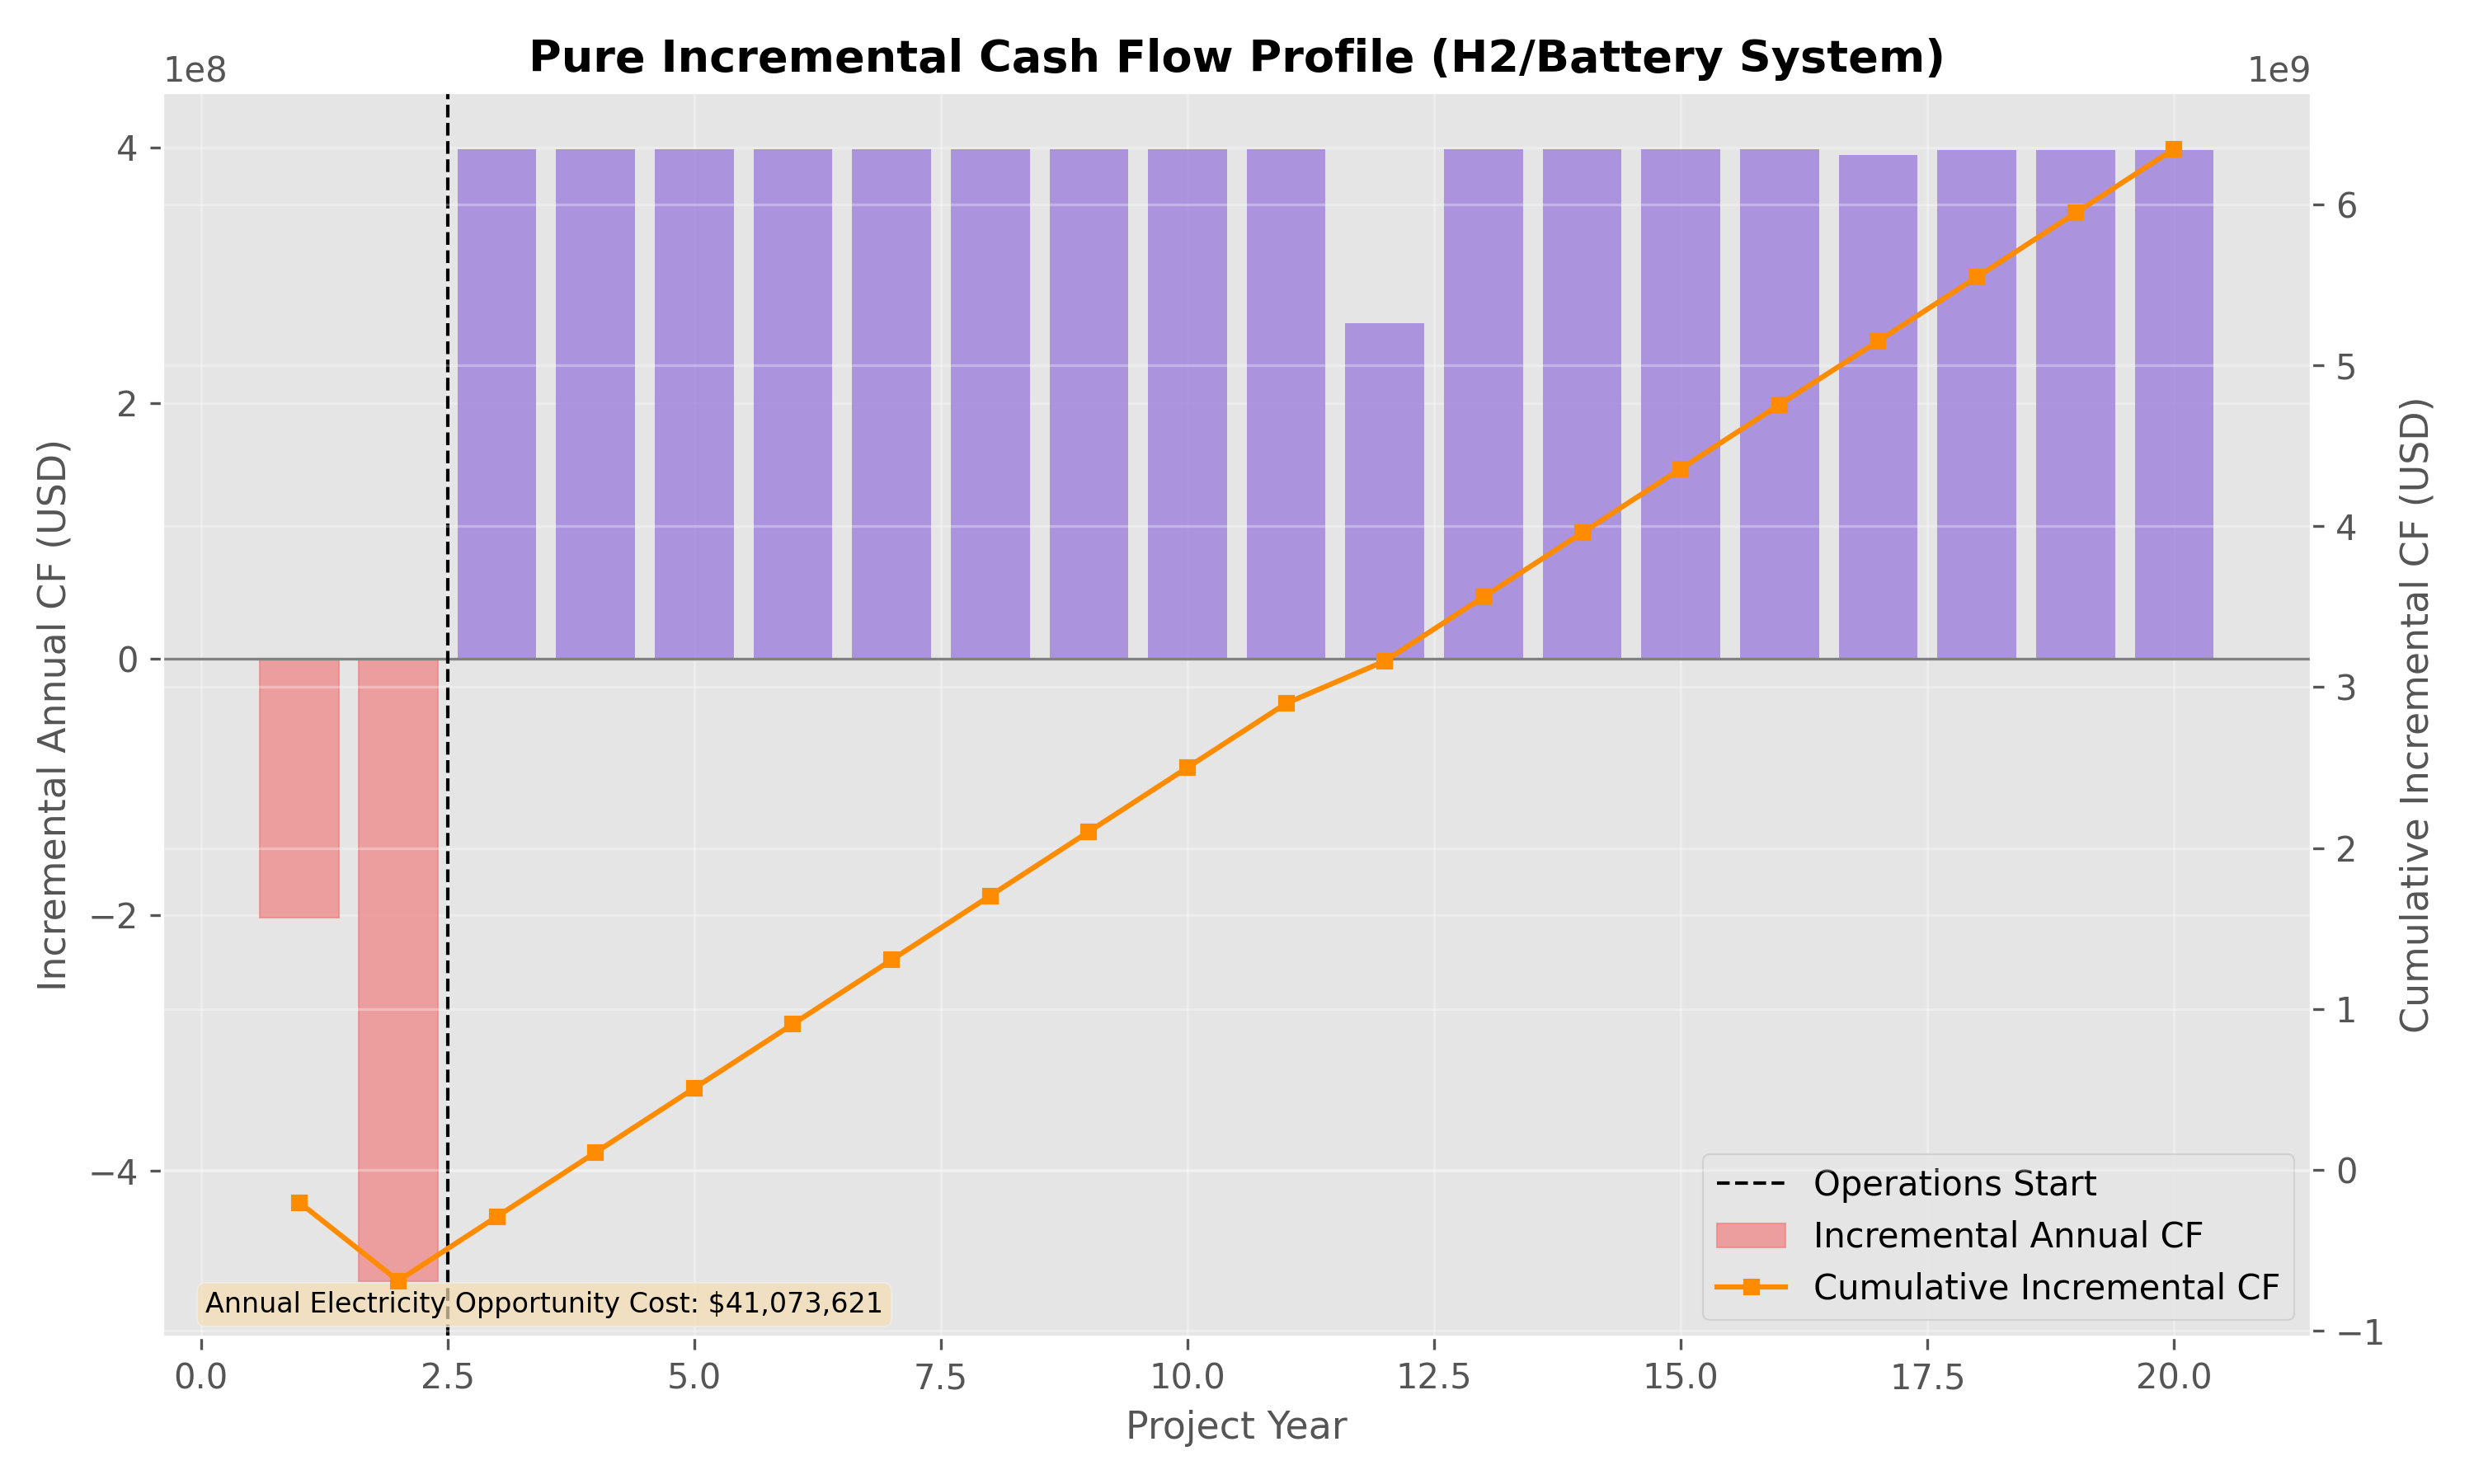 Pure Incremental Cash Flow Profile (H2/Battery System)
1e8
1e9
4
2
0
−2
−4
Incremental Annual CF (USD)
6
5
4
3
2
1
0
−1
Cumulative Incremental CF (USD)
Operations Start
Incremental Annual CF
Cumulative Incremental CF
Annual Electricity Opportunity Cost: $41,073,621
0.0 2.5 5.0 7.5 10.0 12.5 15.0 17.5 20.0
Project Year